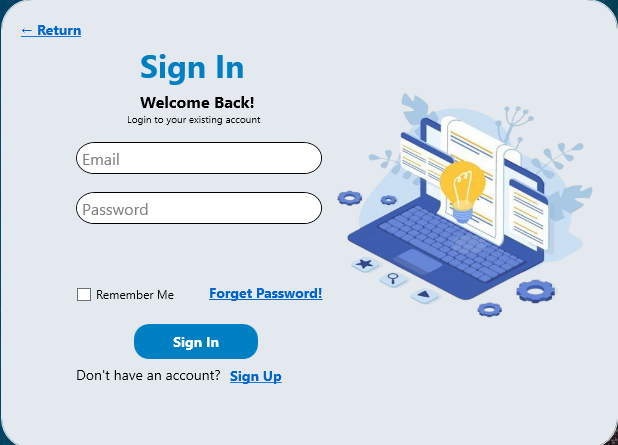 ← Return
Sign In
Welcome Back!
Login to your existing account
Email
Password
Remember Me
Forget Password!
Sign In
Don't have an account? Sign Up